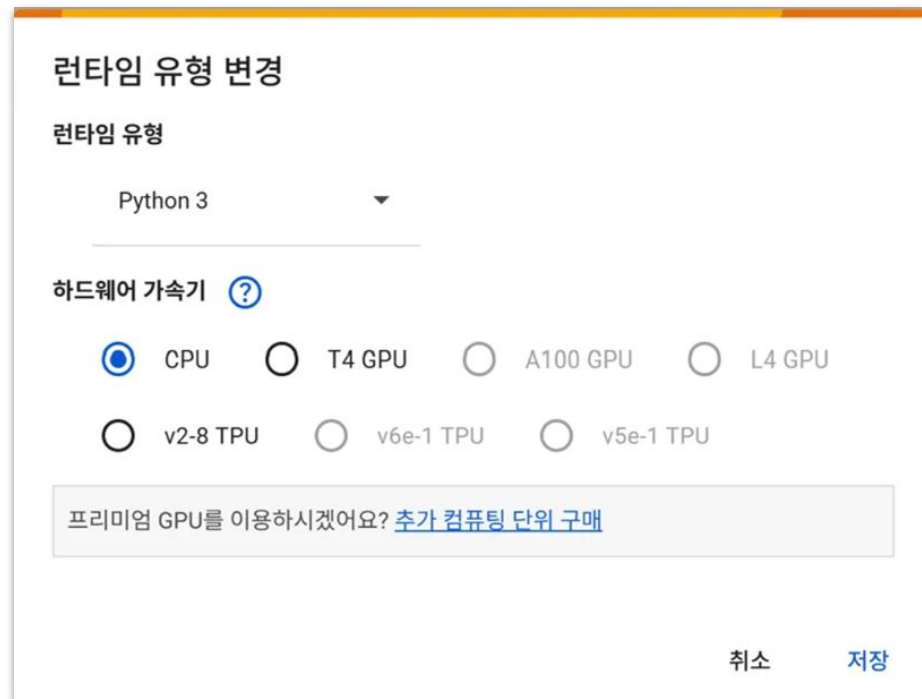 런타임 유형 변경
런타임 유형
Python 3
하드웨어 가속기 ?
CPU T4 GPU A100 GPU L4 GPU
v2-8 TPU v6e-1 TPU v5e-1 TPU
프리미엄 GPU를 이용하시겠어요? 추가 컴퓨팅 단위 구매
취소 저장